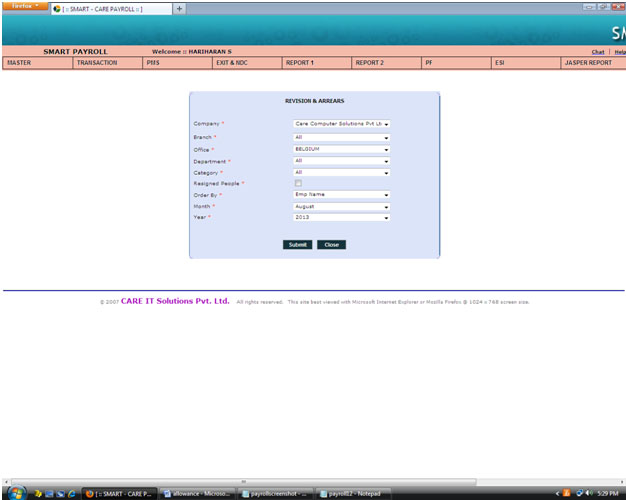 Firefox
[ :: SMART - CARE PAYROLL :: ]
+
SMART PAYROLL Welcome :: HARIHARAN S Chat | Help
MASTER TRANSACTION PMS EXIT & NDC REPORT 1 REPORT 2 PF ESI JASPER REPORT
REVISION & ARREARS
Company * Care Computer Solutions Pvt Lt
Branch * All
Office * BELGIUM
Department * All
Category * All
Resigned People *
Order By * Emp Name
Month * August
Year * 2013
Submit Close
© 2007 CARE IT Solutions Pvt. Ltd. All rights reserved. This site best viewed with Microsoft Internet Explorer or Mozilla Firefox @ 1024 x 768 screen size.
[ :: SMART - CARE P... allowance - Microso... payrollscreenshot - ... payroll12 - Notepad 5:29 PM